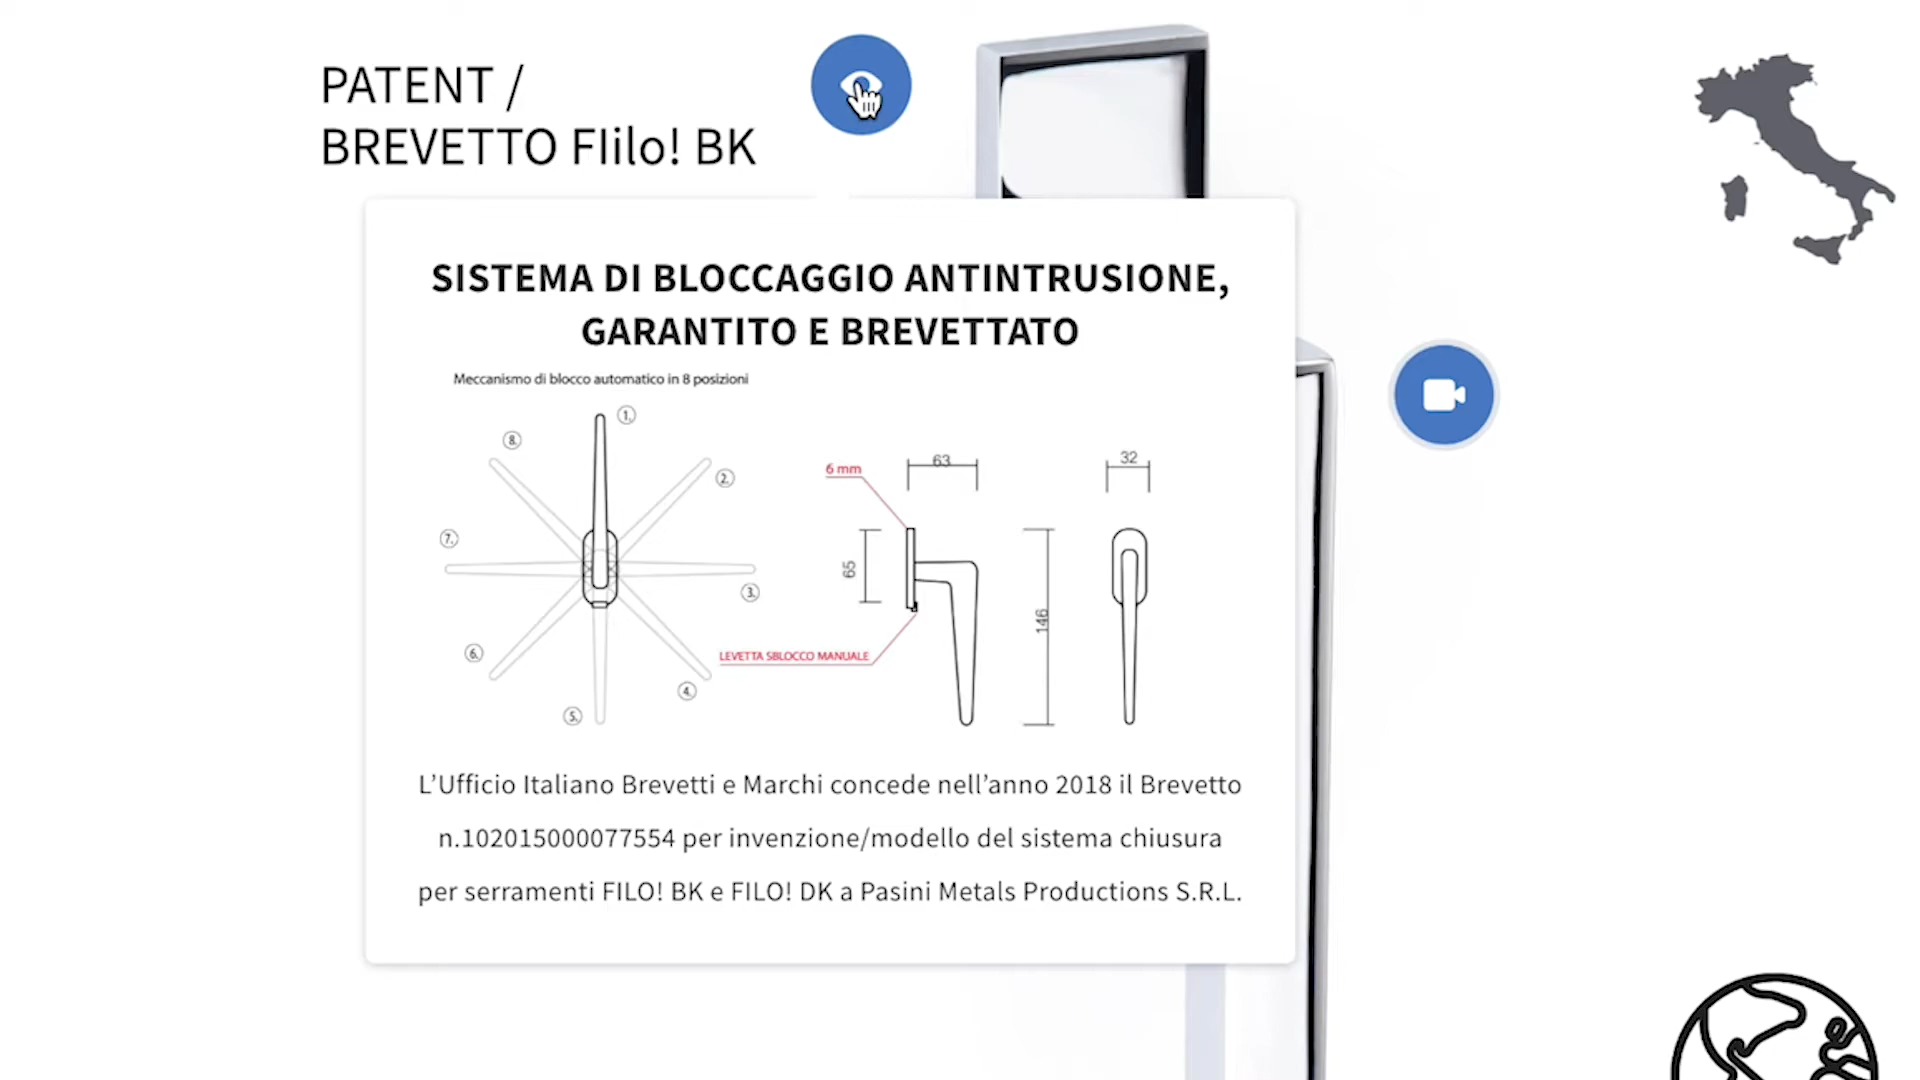 PATENT /
BREVETTO FIilo! BK
SISTEMA DI BLOCCAGGIO ANTINTRUSIONE,
GARANTITO E BREVETTATO
Meccanismo di blocco automatico in 8 posizioni
1.
8.
2.
7.
3.
6.
4.
5.
6 mm
63
32
65
146
LEVETTA SBLOCCO MANUALE
L’Ufficio Italiano Brevetti e Marchi concede nell’anno 2018 il Brevetto
n.102015000077554 per invenzione/modello del sistema chiusura
per serramenti FILO! BK e FILO! DK a Pasini Metals Productions S.R.L.